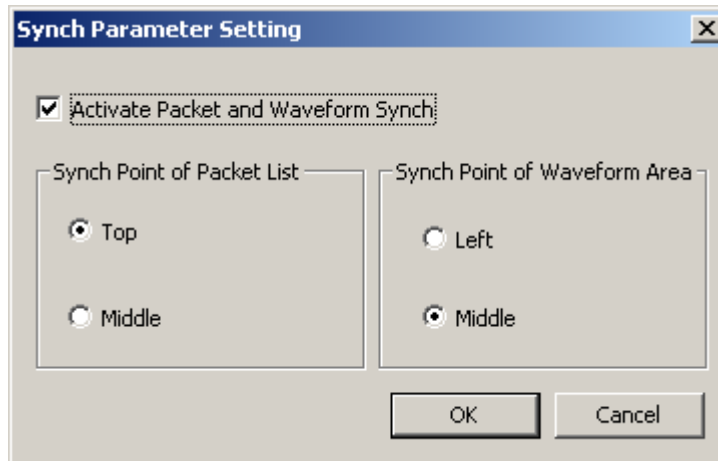 Synch Parameter Setting
Activate Packet and Waveform Synch
Synch Point of Packet List
Top
Middle
Synch Point of Waveform Area
Left
Middle
OK
Cancel